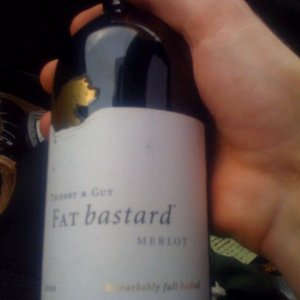 THIERRY & GUY
FAT bastard
MERLOT
Remarkably full bodied